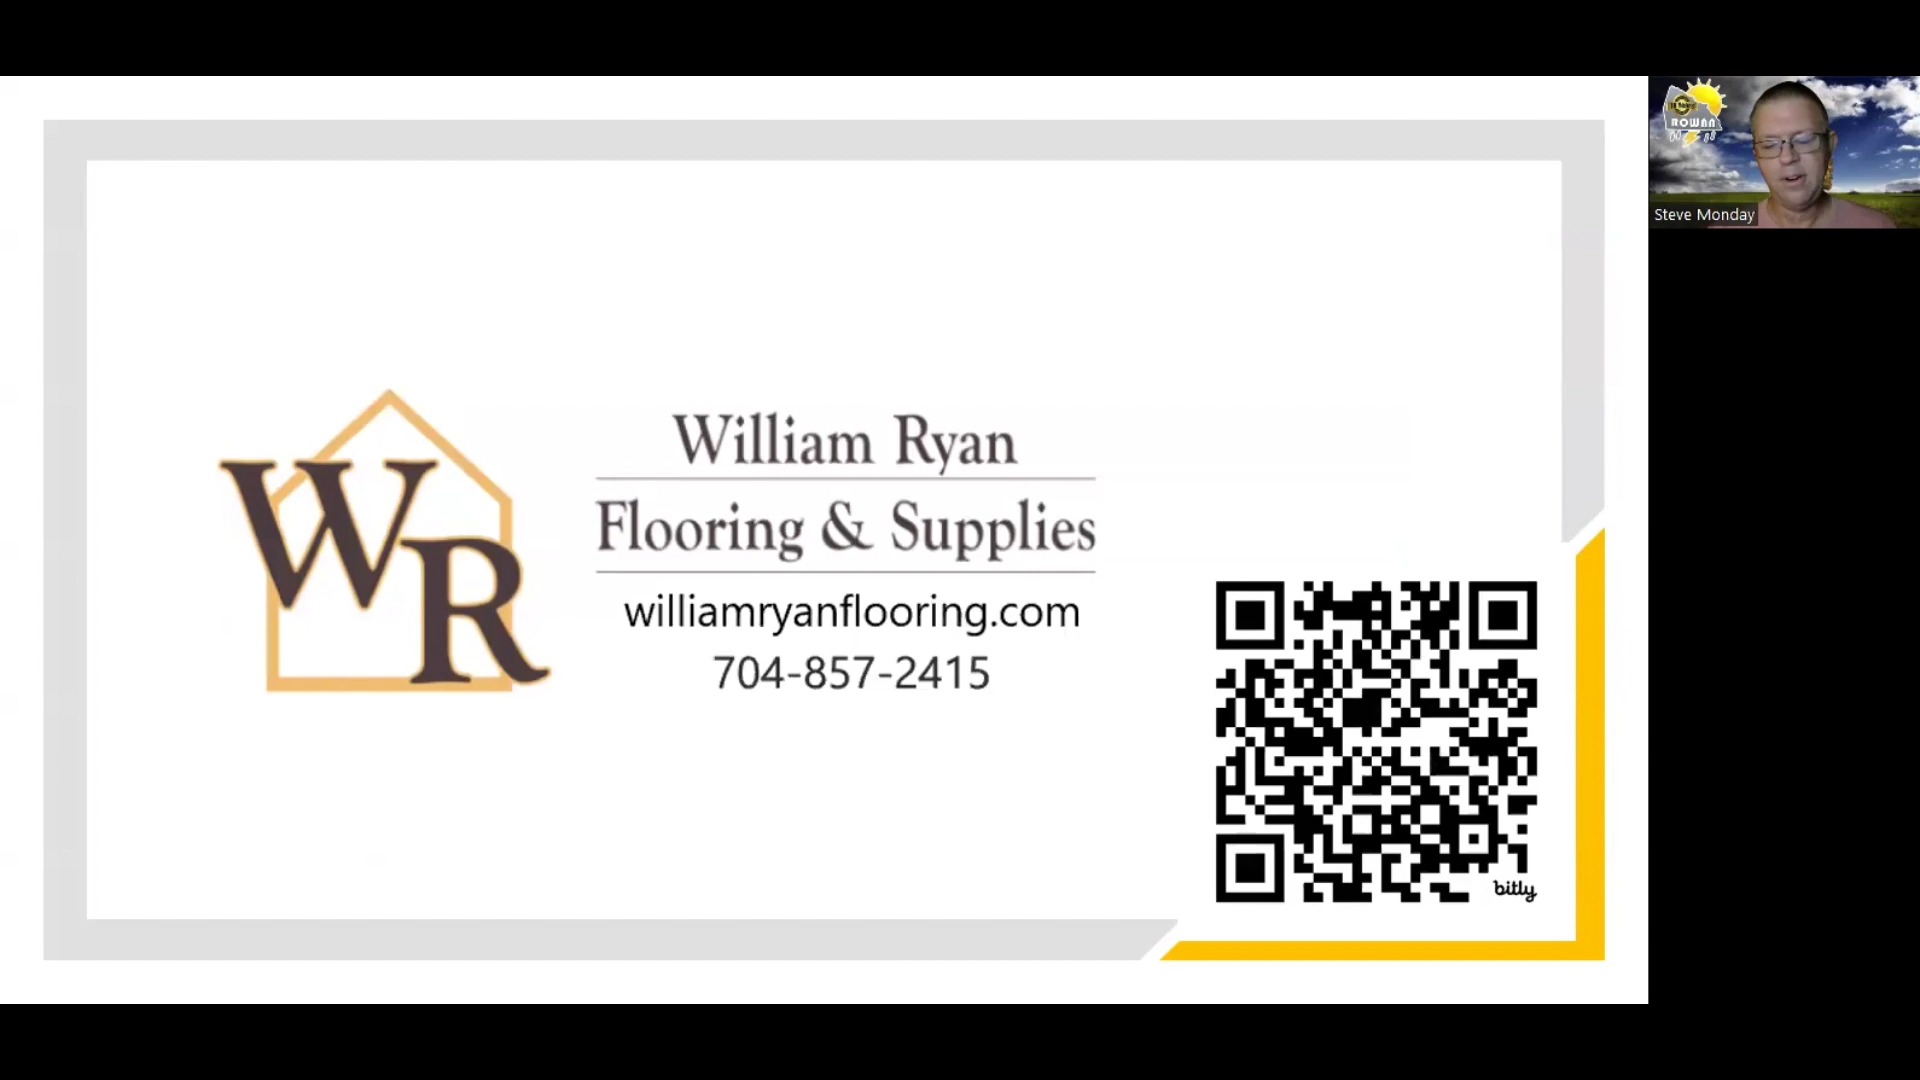 William Ryan
Flooring & Supplies
williamryanflooring.com
704-857-2415
WR
bitly
ROWAN
Steve Monday